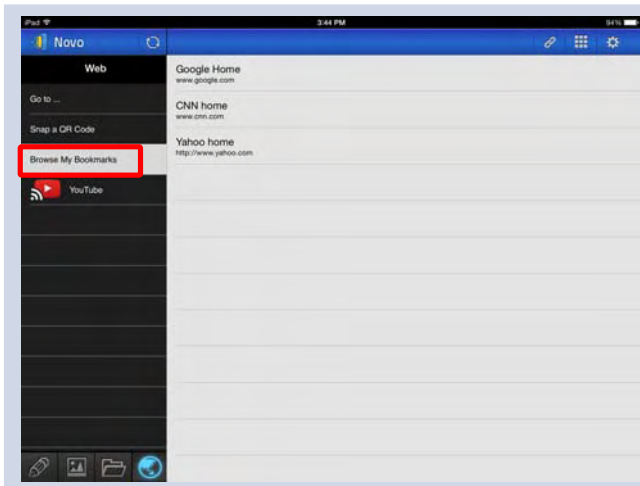 iPad 3:44 PM 94%
Novo
Web
Go to ...
Snap a QR Code
Browse My Bookmarks
YouTube
Google Home
www.google.com
CNN home
www.cnn.com
Yahoo home
http://www.yahoo.com